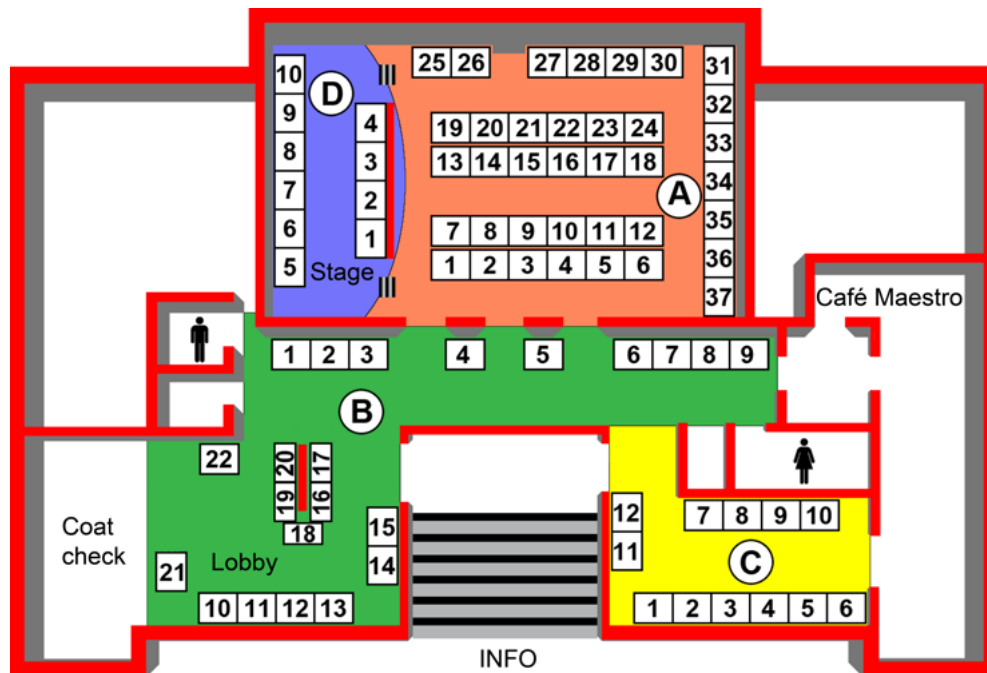 25 26 27 28 29 30 31
10 D 32
9 4 19 20 21 22 23 24 33
8 3 13 14 15 16 17 18 34
7 2 A 35
6 1 7 8 9 10 11 12 36
5 Stage 1 2 3 4 5 6 37
Café Maestro
1 2 3 4 5 6 7 8 9
B
22 20 17
19 16 12 7 8 9 10
18 15 11
Coat
check
21 Lobby 14 C
10 11 12 13 1 2 3 4 5 6
INFO